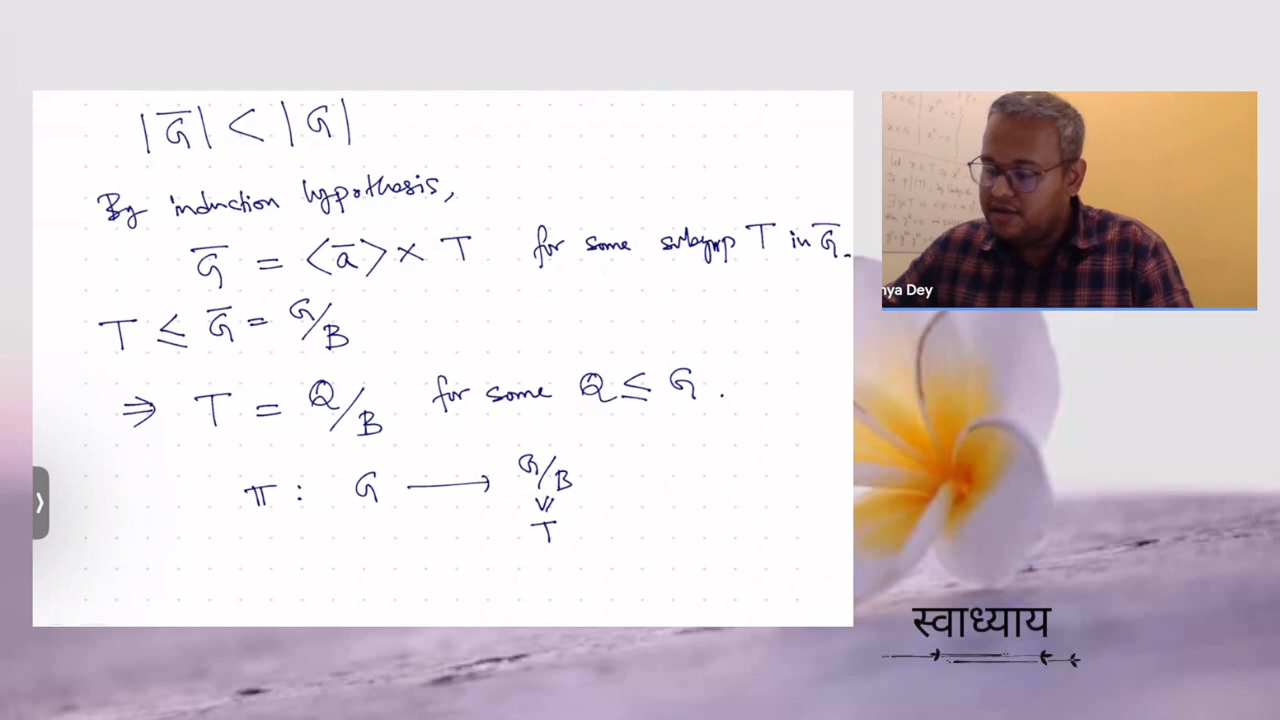 |G̅| < |G|
By induction hypothesis,
G̅ = <a̅> × T for some subgrp T in G̅.
T ≤ G̅ = G/B
⇒ T = Q/B for some Q ≤ G.
π : G ⟶ G/B
T
nya Dey
स्वाध्याय